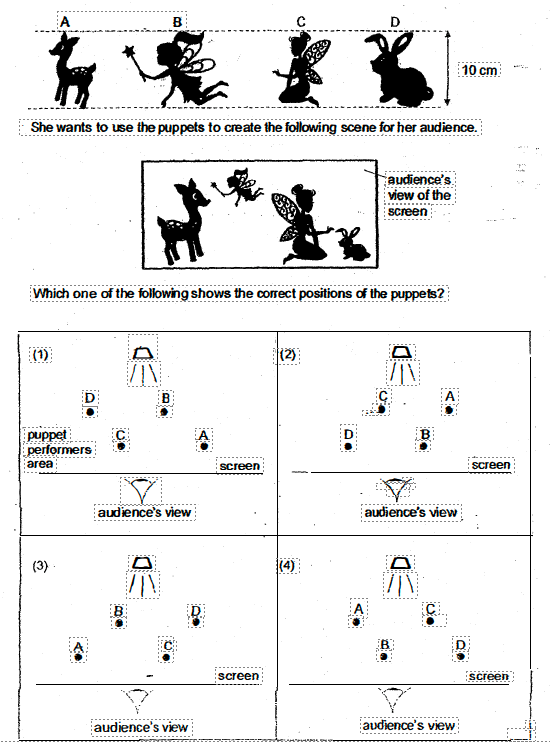 A B C D
10 cm
She wants to use the puppets to create the following scene for her audience.
audience's
view of the
screen
Which one of the following shows the correct positions of the puppets?
(1)
D B
C A
puppet
performers
area
screen
audience's view
(2)
C A
D B
screen
audience's view
(3)
B D
A C
screen
audience's view
(4)
A C
B D
screen
audience's view